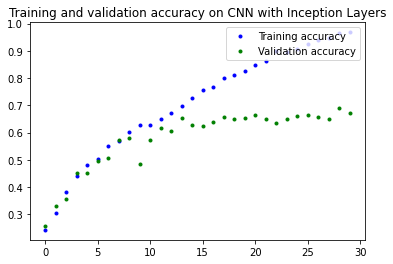 Training and validation accuracy on CNN with Inception Layers
Training accuracy
Validation accuracy
1.0
0.9
0.8
0.7
0.6
0.5
0.4
0.3
0 5 10 15 20 25 30